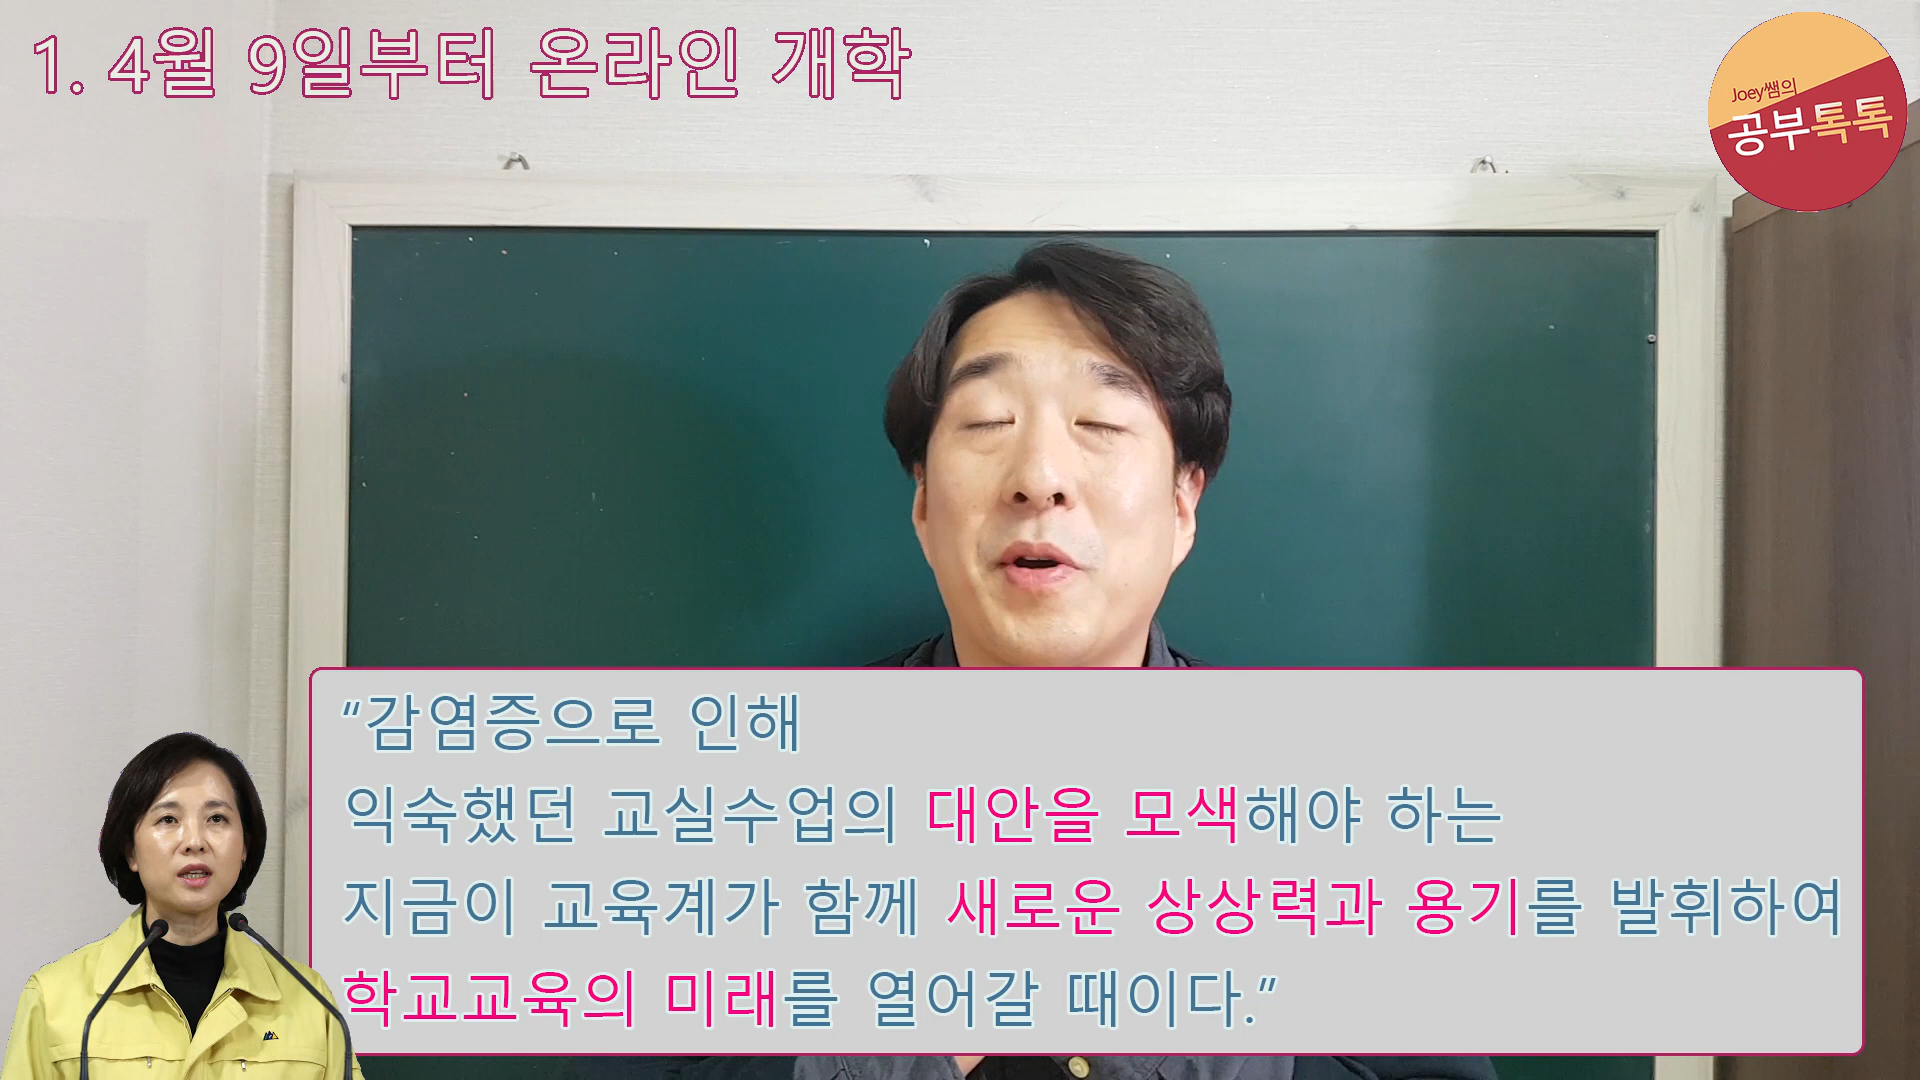 1. 4월 9일부터 온라인 개학
Joey쌤의
공부톡톡
“감염증으로 인해
익숙했던 교실수업의 대안을 모색해야 하는
지금이 교육계가 함께 새로운 상상력과 용기를 발휘하여
학교교육의 미래를 열어갈 때이다.”